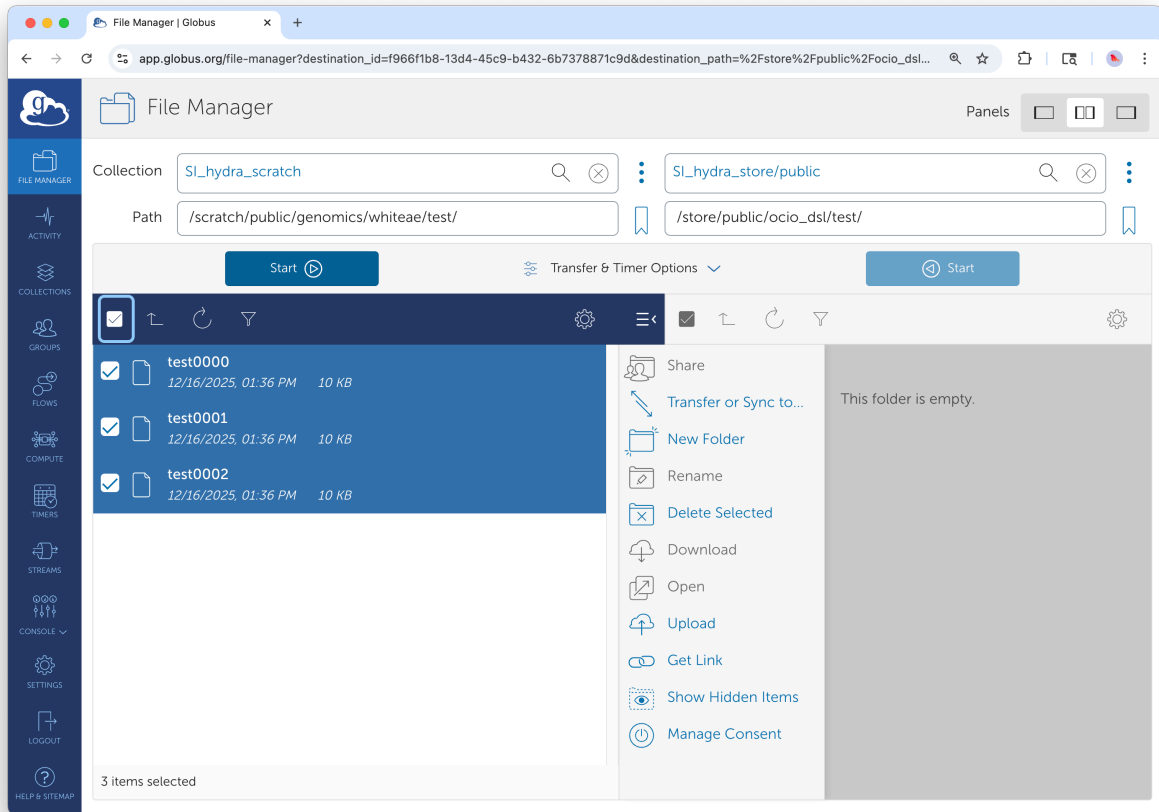 File Manager | Globus
app.globus.org/file-manager?destination_id=f966f1b8-13d4-45c9-b432-6b7378871c9d&destination_path=%2Fstore%2Fpublic%2Focio_dsl...
g
File Manager
Panels
FILE MANAGER
ACTIVITY
COLLECTIONS
GROUPS
FLOWS
COMPUTE
TIMERS
STREAMS
CONSOLE
SETTINGS
LOGOUT
HELP & SITEMAP
Collection
SI_hydra_scratch
SI_hydra_store/public
Path
/scratch/public/genomics/whiteae/test/
/store/public/ocio_dsl/test/
Start
Transfer & Timer Options
Start
test0000
12/16/2025, 01:36 PM 10 KB
test0001
12/16/2025, 01:36 PM 10 KB
test0002
12/16/2025, 01:36 PM 10 KB
3 items selected
Share
Transfer or Sync to...
New Folder
Rename
Delete Selected
Download
Open
Upload
Get Link
Show Hidden Items
Manage Consent
This folder is empty.